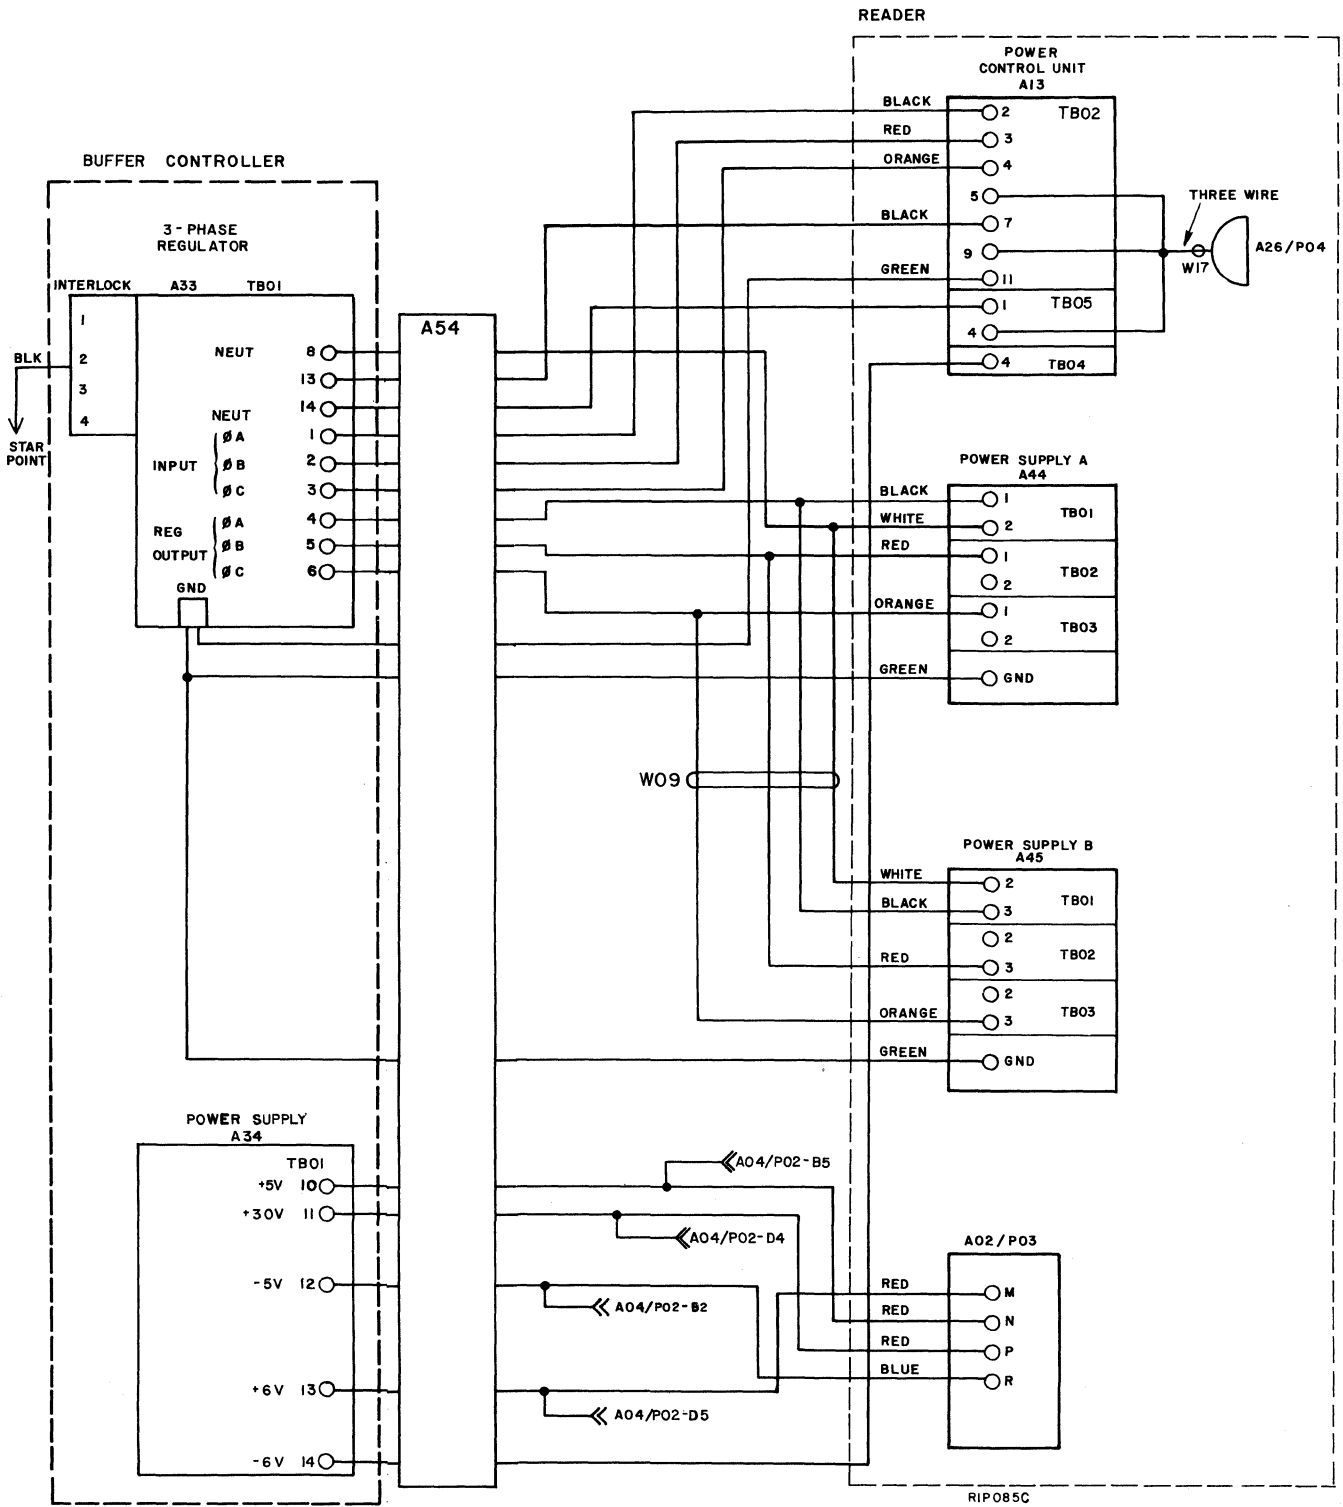 READER
POWER
CONTROL UNIT
A13
BLACK
2
TB02
RED
3
ORANGE
4
5
THREE WIRE
BLACK
7
9
W17
A26/P04
GREEN
11
1
TB05
4
4
TB04
BUFFER CONTROLLER
3-PHASE
REGULATOR
INTERLOCK
A33
TB01
1
2
3
4
BLK
STAR
POINT
NEUT
8
13
14
NEUT
INPUT
ØA
1
ØB
2
ØC
3
REG
OUTPUT
ØA
4
ØB
5
ØC
6
GND
A54
POWER SUPPLY A
A44
BLACK
1
TB01
WHITE
2
RED
1
TB02
2
ORANGE
1
TB03
2
GREEN
GND
W09
POWER SUPPLY B
A45
WHITE
2
TB01
BLACK
3
2
TB02
RED
3
2
TB03
ORANGE
3
GREEN
GND
POWER SUPPLY
A34
TB01
+5V 10
+30V 11
-5V 12
+6V 13
-6V 14
A04/P02-B5
A04/P02-D4
A04/P02-B2
A04/P02-D5
A02/P03
RED
M
RED
N
RED
P
BLUE
R
RIP085C